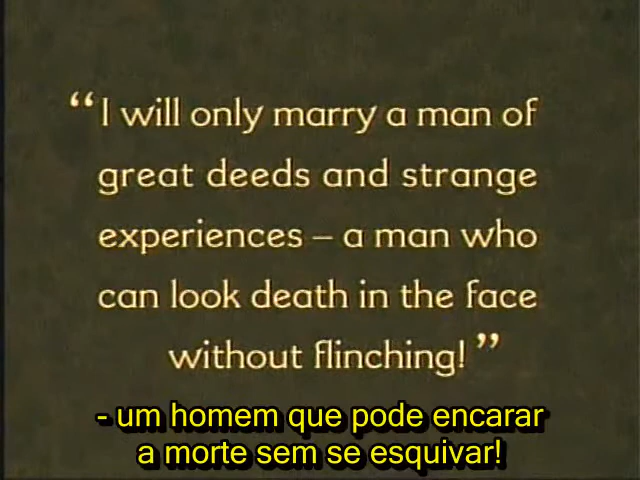 “I will only marry a man of
great deeds and strange
experiences – a man who
can look death in the face
without flinching!”
- um homem que pode encarar
a morte sem se esquivar!